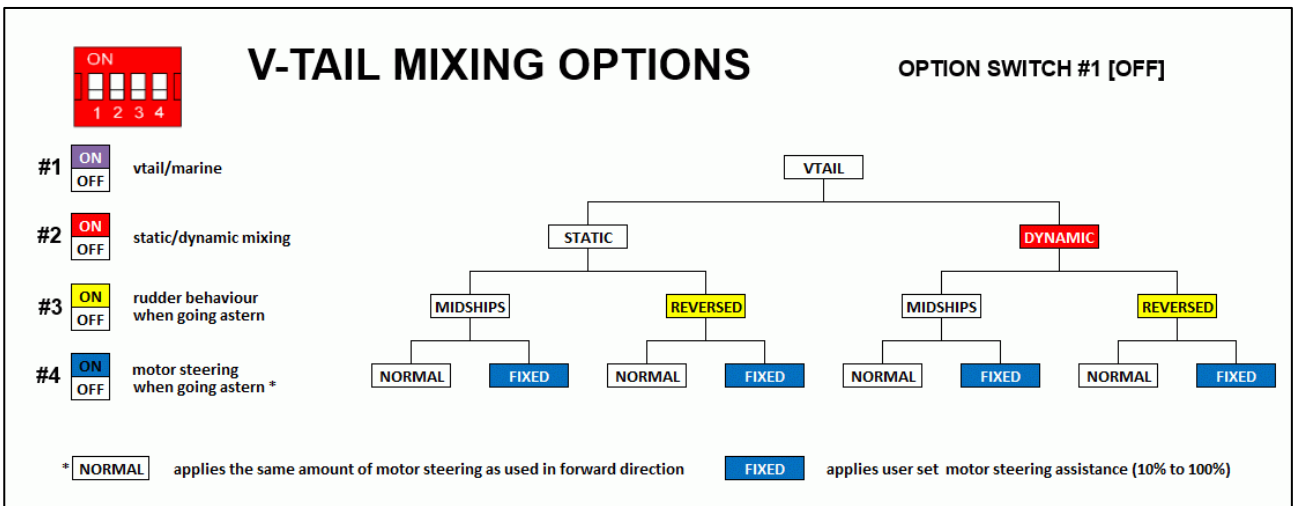 ON
1 2 3 4
V-TAIL MIXING OPTIONS
OPTION SWITCH #1 [OFF]
#1 ON OFF vtail/marine
#2 ON OFF static/dynamic mixing
#3 ON OFF rudder behaviour
when going astern
#4 ON OFF motor steering
when going astern *
VTAIL
STATIC DYNAMIC
MIDSHIPS REVERSED MIDSHIPS REVERSED
NORMAL FIXED NORMAL FIXED NORMAL FIXED NORMAL FIXED
* NORMAL applies the same amount of motor steering as used in forward direction FIXED applies user set motor steering assistance (10% to 100%)